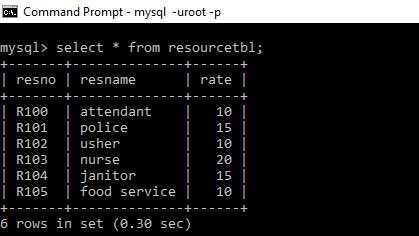 Command Prompt - mysql -uroot -p
mysql> select * from resourcetbl;
+-------+--------------+------+
| resno | resname      | rate |
+-------+--------------+------+
| R100  | attendant    |   10 |
| R101  | police       |   15 |
| R102  | usher        |   10 |
| R103  | nurse        |   20 |
| R104  | janitor      |   15 |
| R105  | food service |   10 |
+-------+--------------+------+
6 rows in set (0.30 sec)